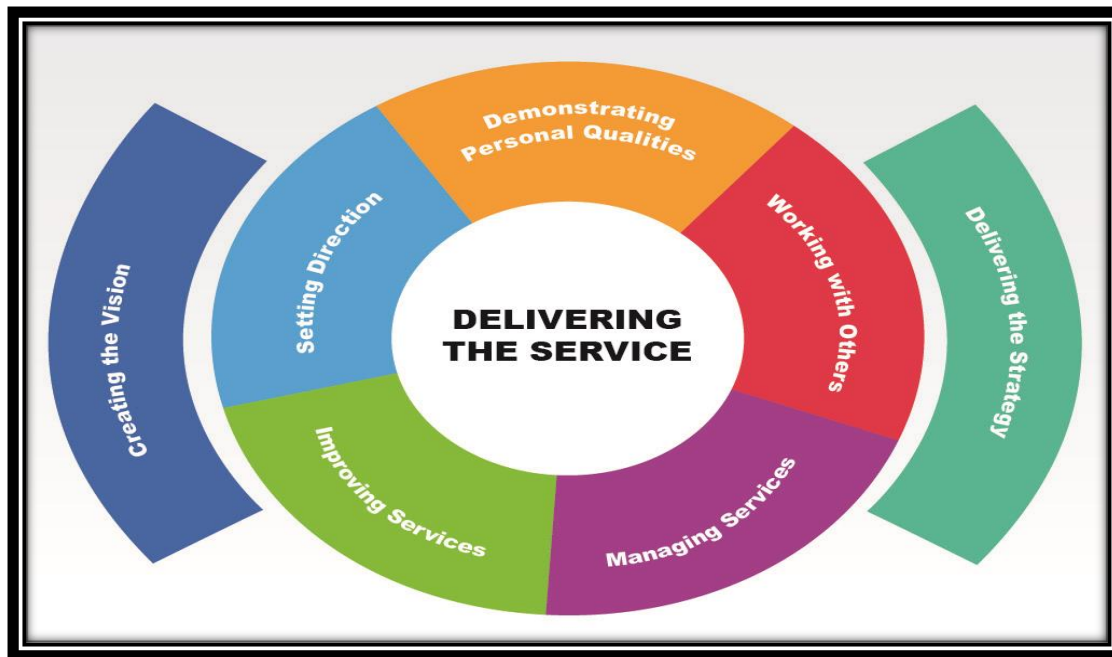 Demonstrating
Personal Qualities
Setting Direction
Working with Others
Creating the Vision
DELIVERING
THE SERVICE
Delivering the Strategy
Improving Services
Managing Services